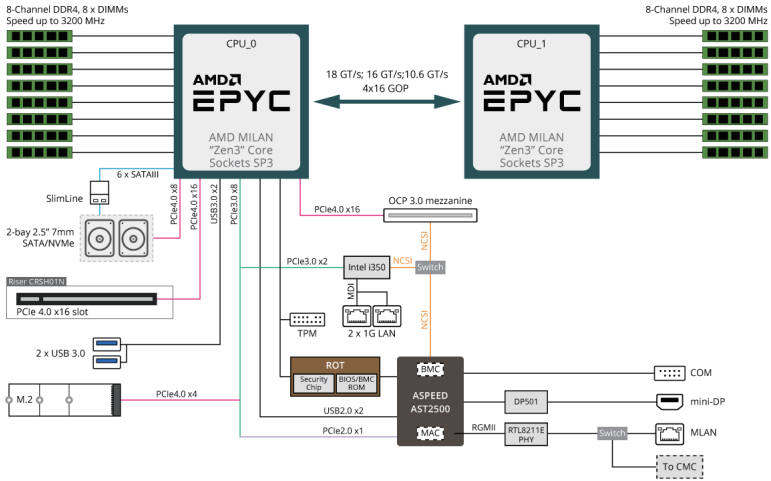 8-Channel DDR4, 8 x DIMMs
Speed up to 3200 MHz
8-Channel DDR4, 8 x DIMMs
Speed up to 3200 MHz
CPU_0
AMD
EPYC
AMD MILAN
“Zen3” Core
Sockets SP3
18 GT/s; 16 GT/s;10.6 GT/s
4x16 GOP
CPU_1
AMD
EPYC
AMD MILAN
“Zen3” Core
Sockets SP3
6 x SATAIII
SlimLine
2-bay 2.5” 7mm
SATA/NVMe
PCIe4.0 x8
PCIe4.0 x16
USB3.0 x2
PCIe3.0 x8
PCIe4.0 x16
OCP 3.0 mezzanine
NCSI
PCIe3.0 x2
Intel i350
NCSI
Switch
MDI
2 x 1G LAN
NCSI
Riser CRSH01N
PCIe 4.0 x16 slot
TPM
2 x USB 3.0
ROT
Security
Chip
BIOS/BMC
ROM
BMC
ASPEED
AST2500
MAC
COM
M.2
PCIe4.0 x4
USB2.0 x2
PCIe2.0 x1
DP501
mini-DP
RGMII
RTL8211E
PHY
Switch
MLAN
To CMC